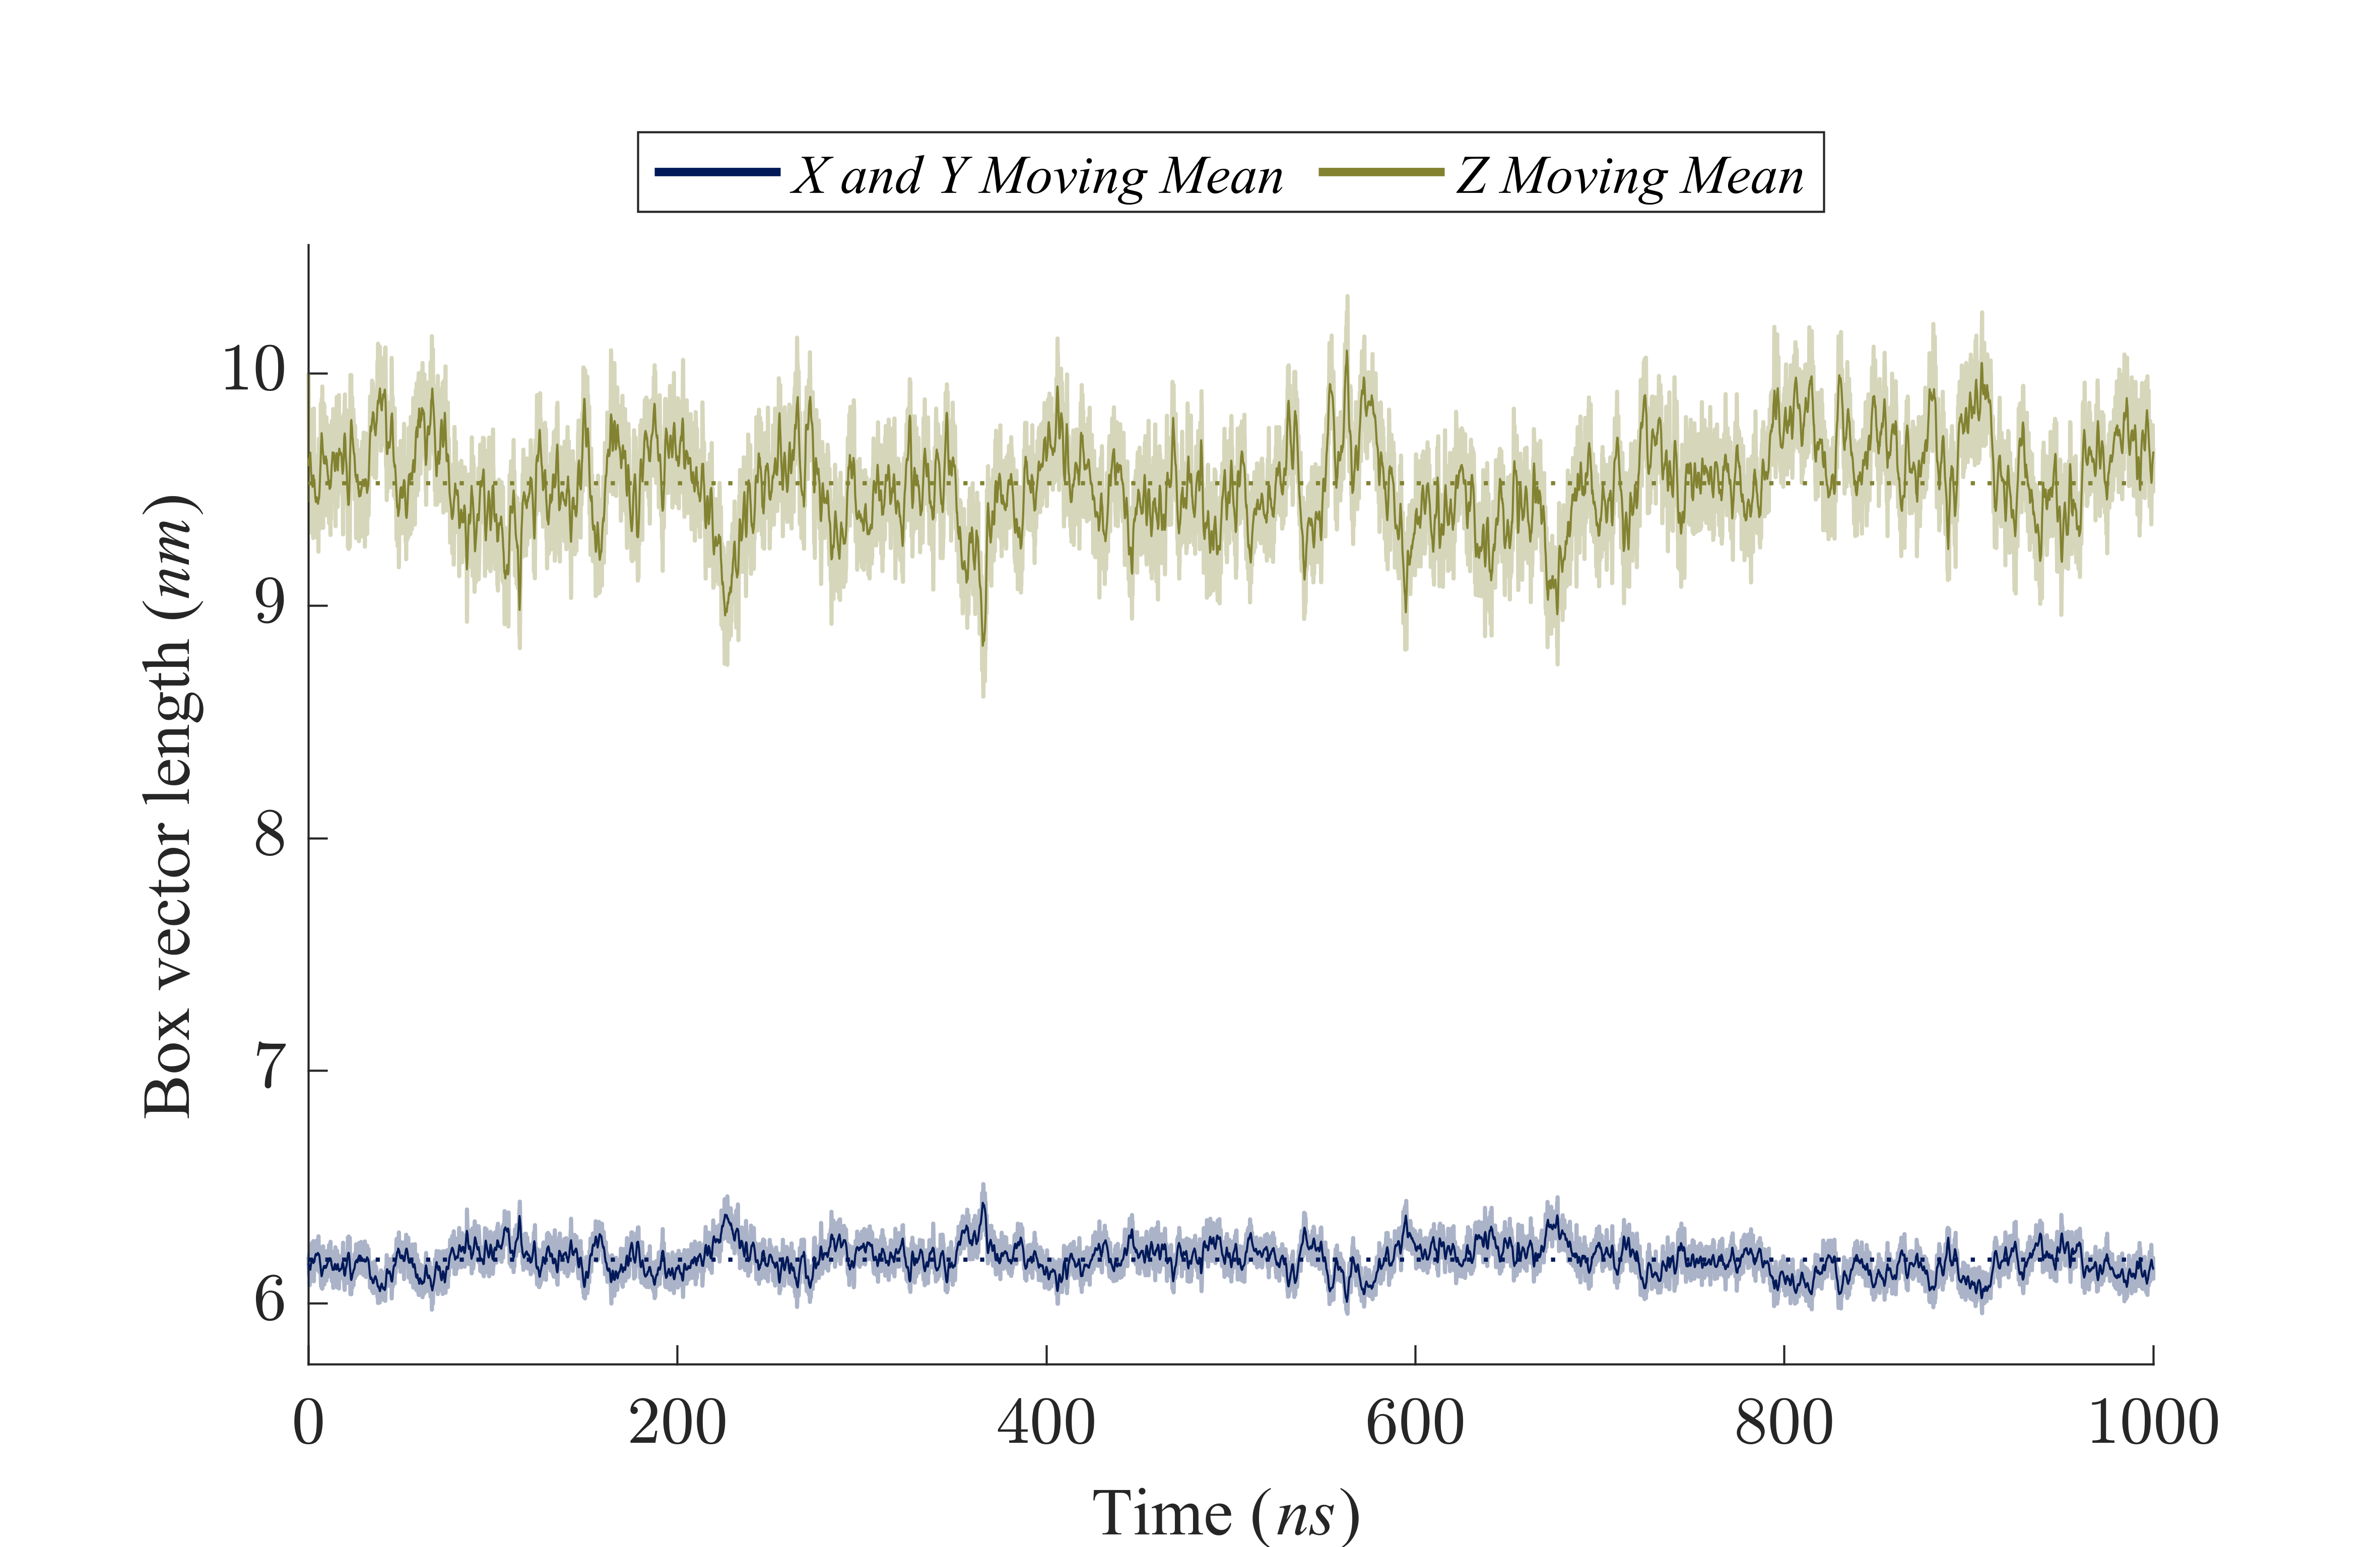 X and Y Moving Mean Z Moving Mean
Box vector length (nm)
10
9
8
7
6
0 200 400 600 800 1000
Time (ns)